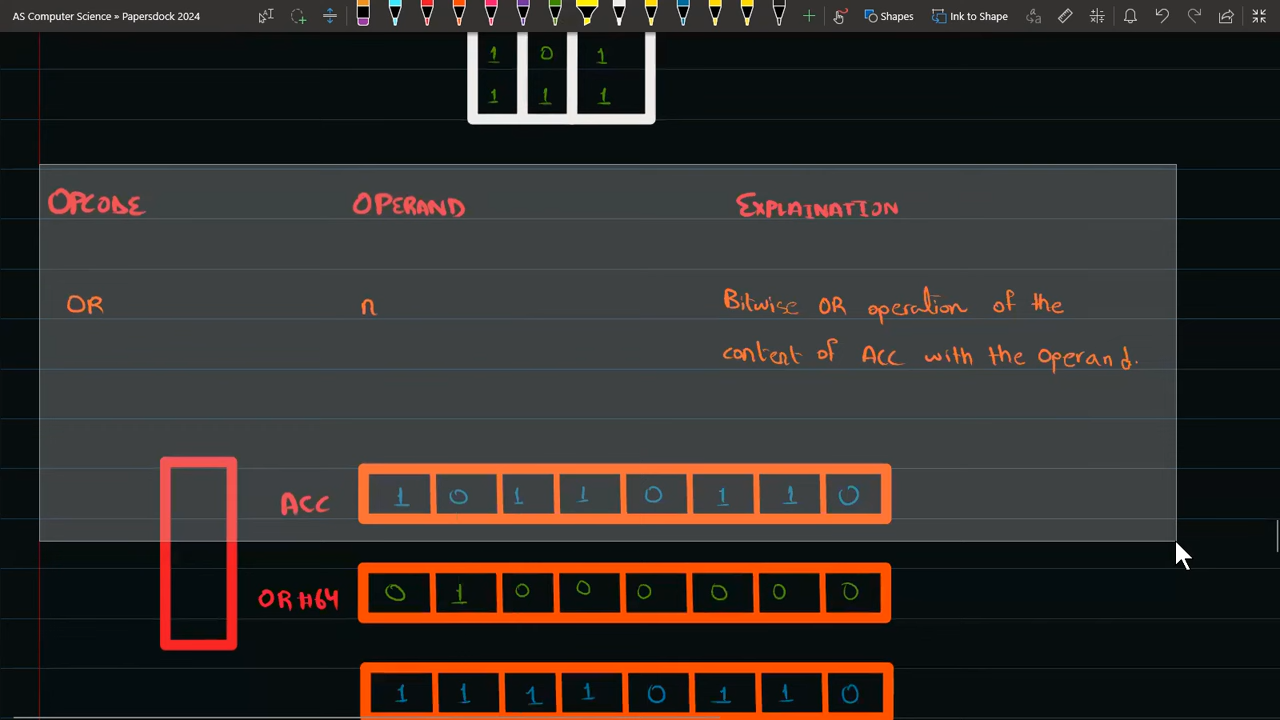 AS Computer Science » Papersdock 2024
Shapes
Ink to Shape
1 0 1
1 1 1
OPCODE OPERAND EXPLAINATION
OR n Bitwise OR operation of the
content of ACC with the Operand.
ACC 1 0 1 1 0 1 1 0
OR #64 0 1 0 0 0 0 0 0
1 1 1 1 0 1 1 0